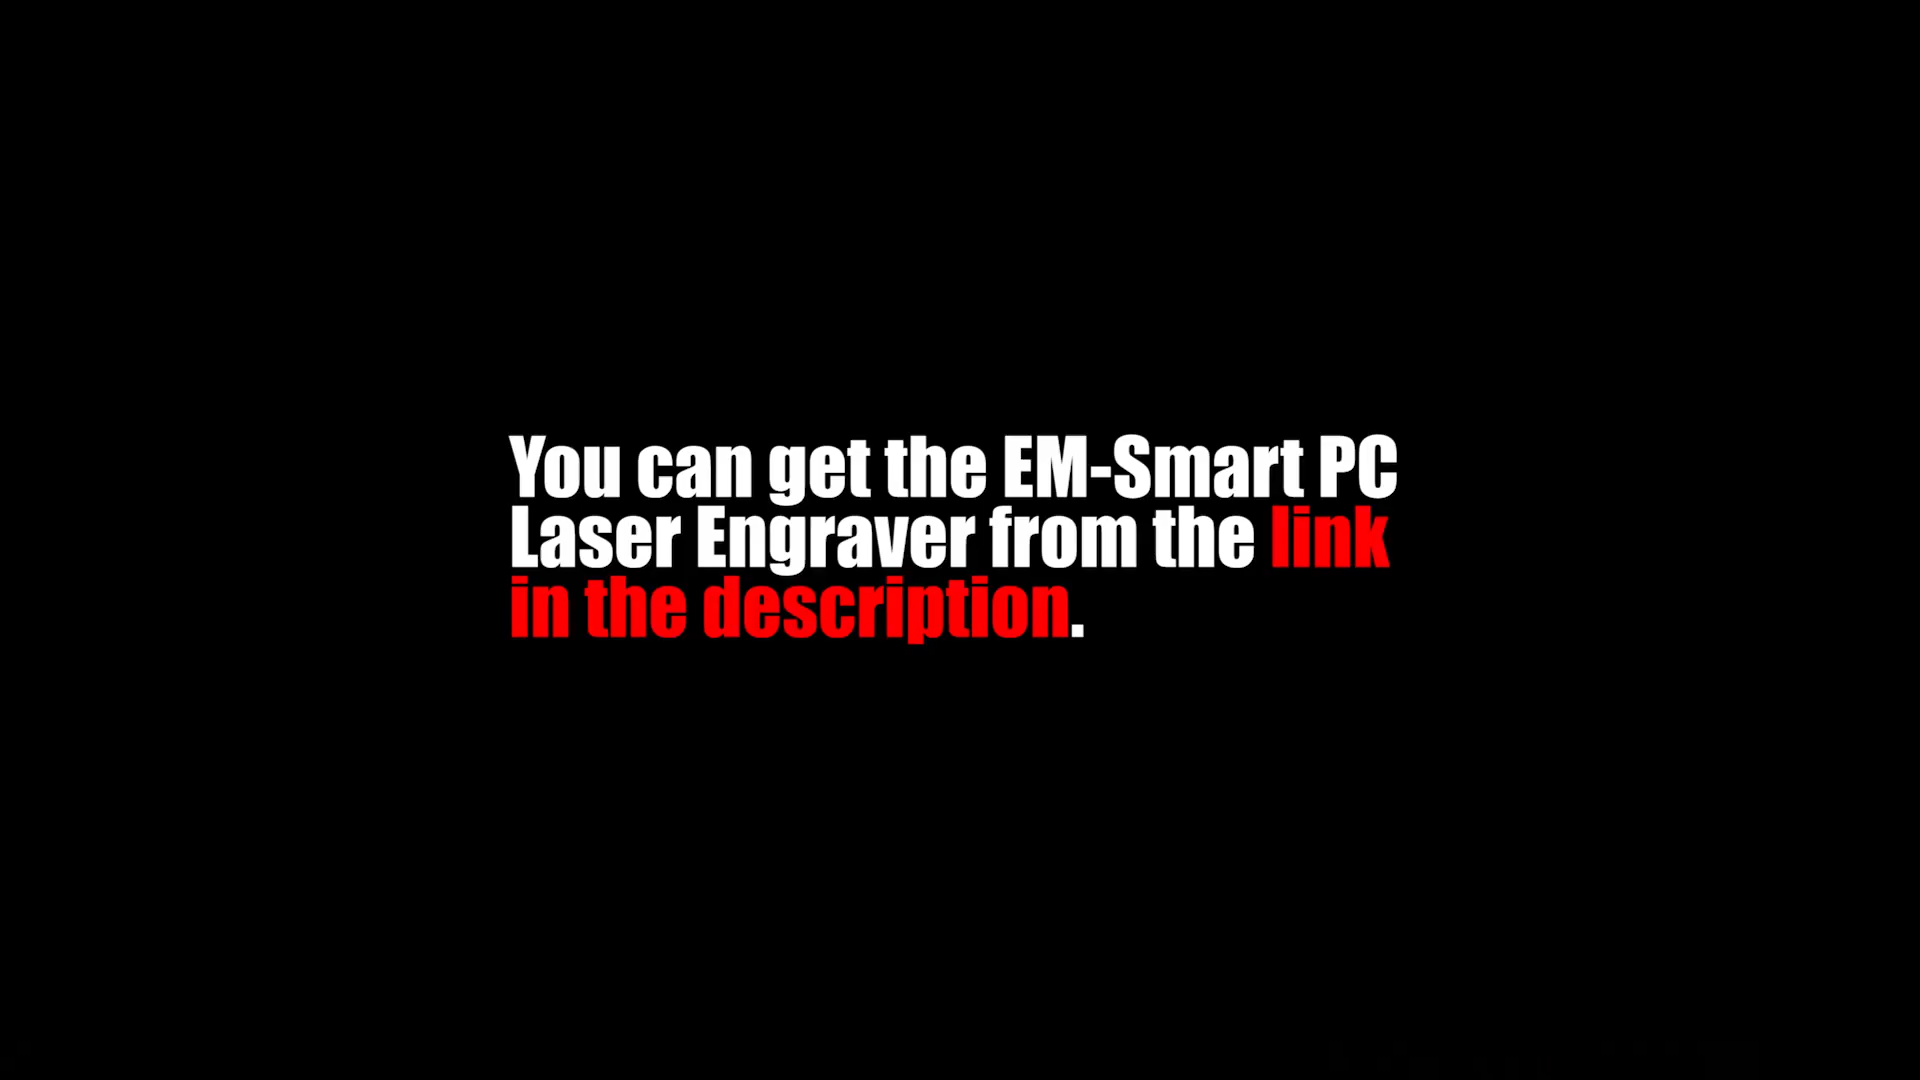 You can get the EM-Smart PC
Laser Engraver from the link
in the description.